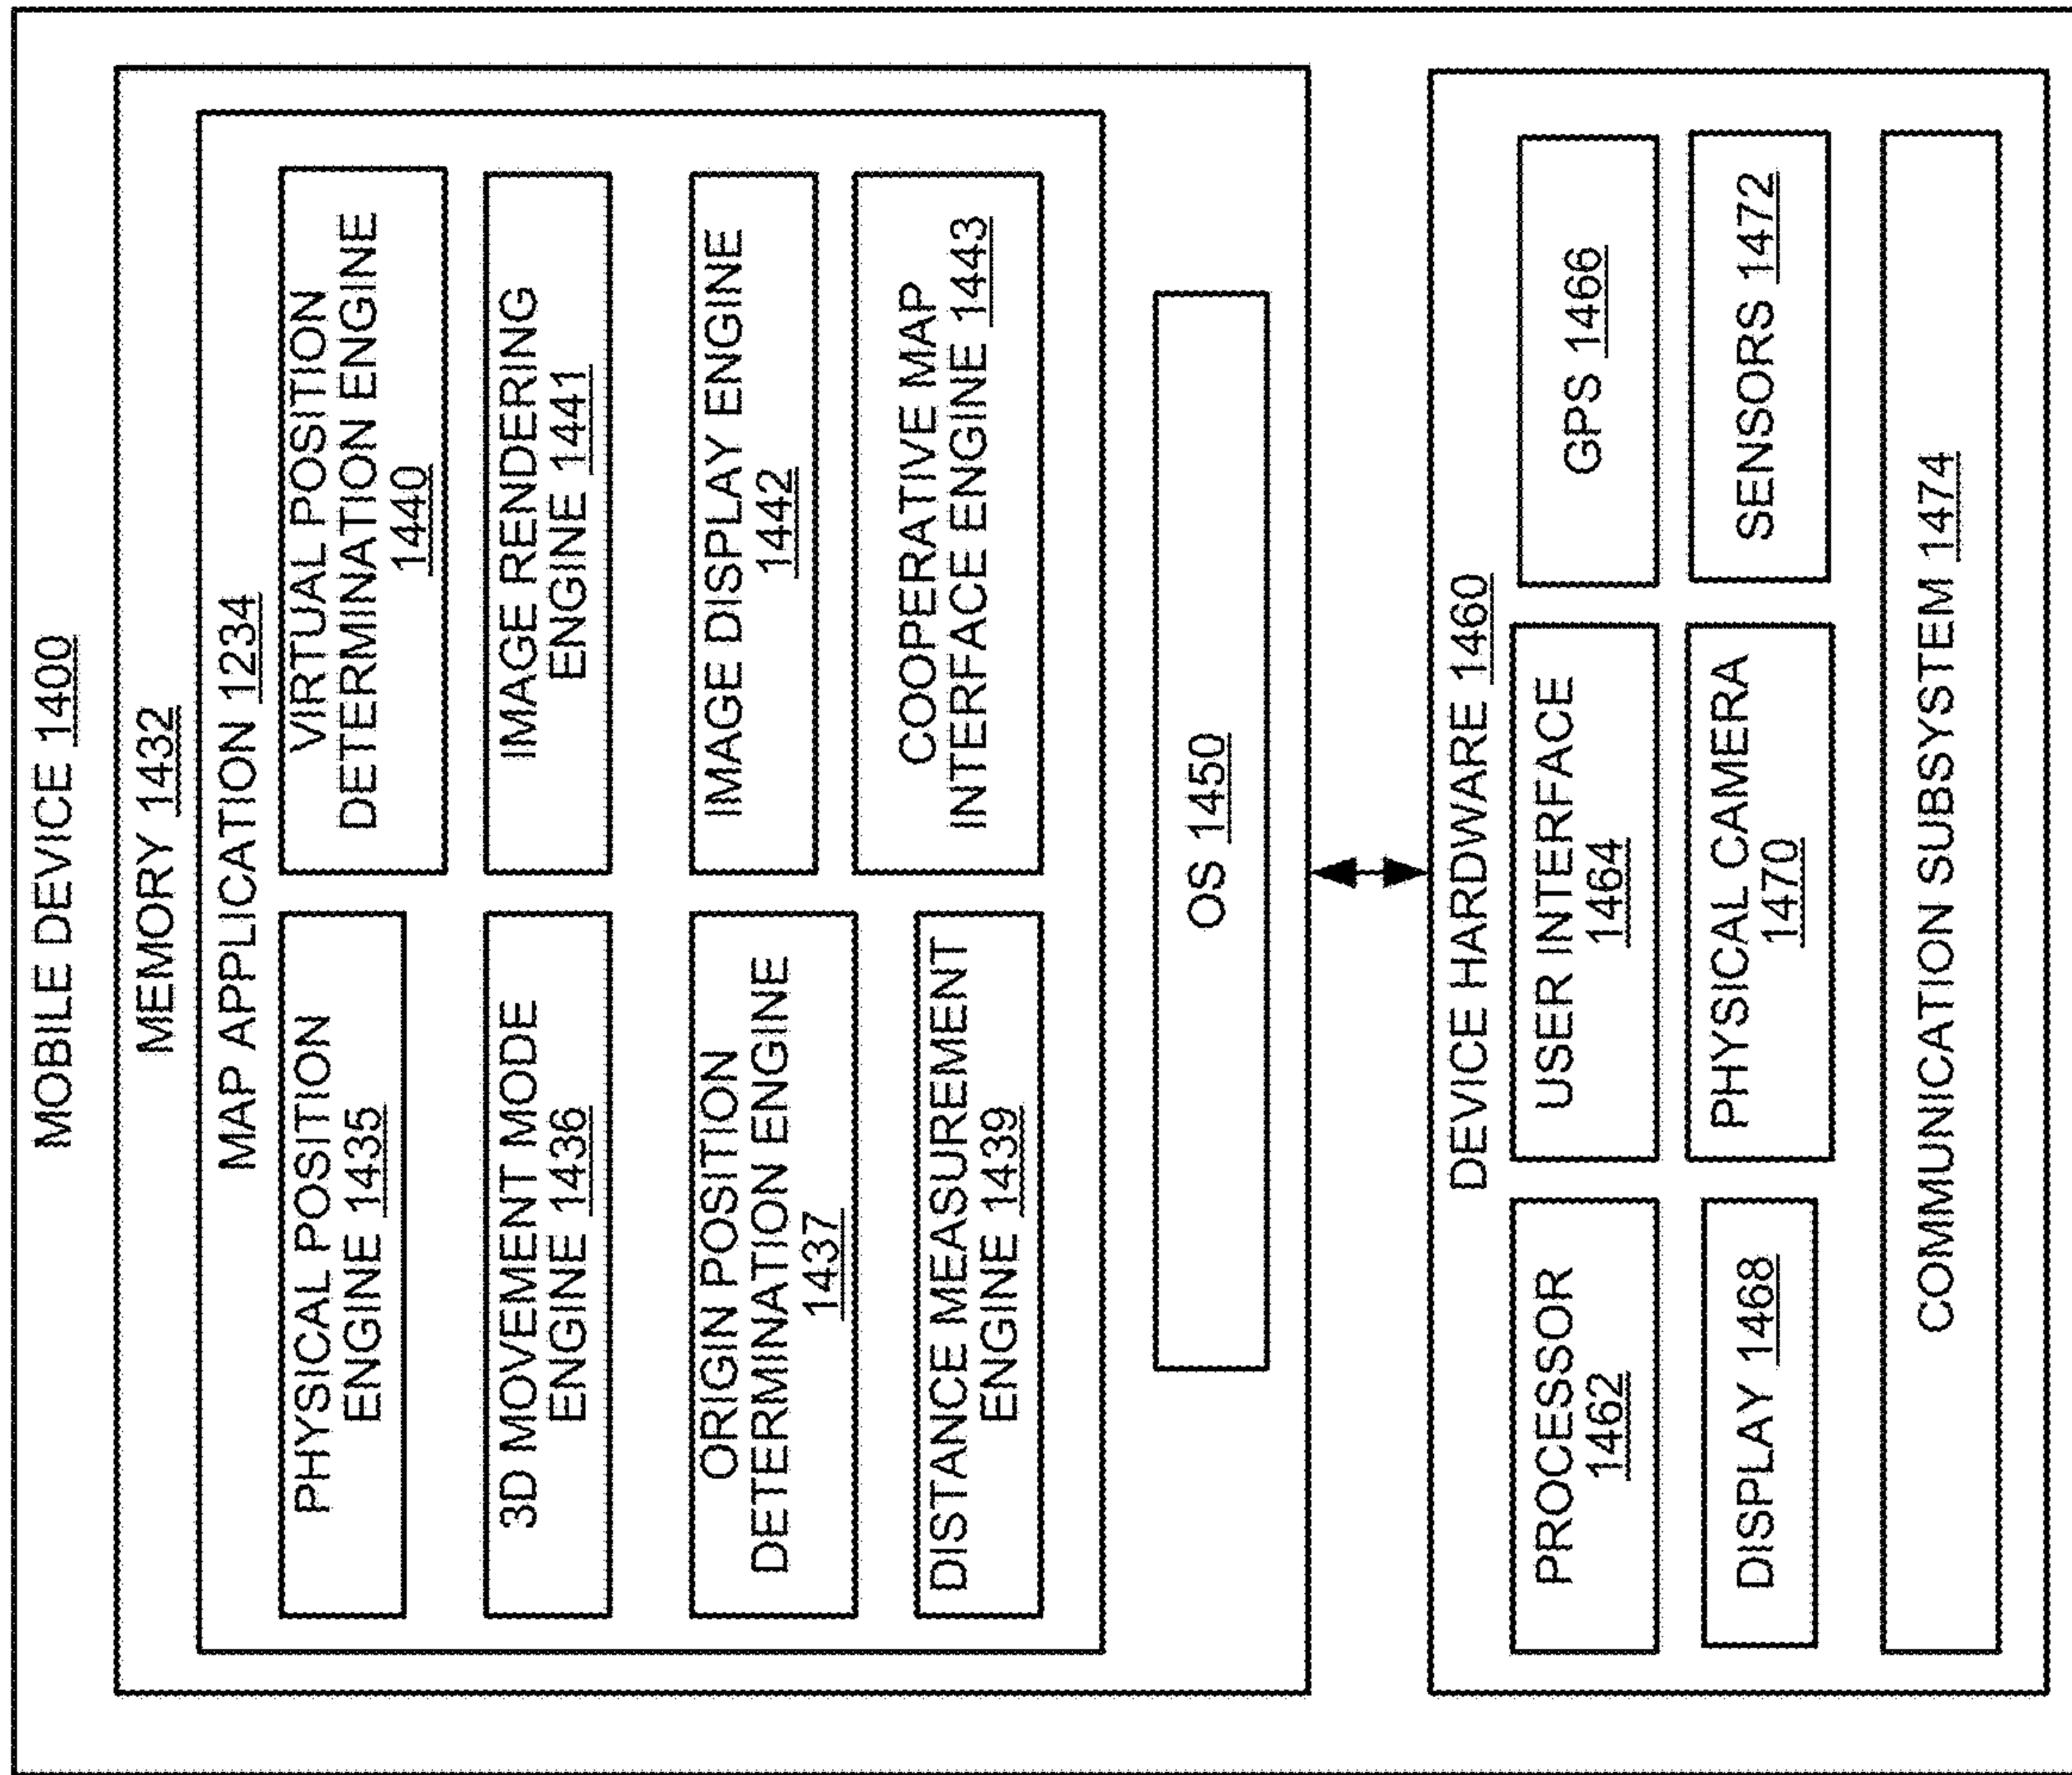 MOBILE DEVICE 1400
MEMORY 1432
MAP APPLICATION 1234
PHYSICAL POSITION
ENGINE 1435
VIRTUAL POSITION
DETERMINATION ENGINE
1440
3D MOVEMENT MODE
ENGINE 1436
IMAGE RENDERING
ENGINE 1441
ORIGIN POSITION
DETERMINATION ENGINE
1437
IMAGE DISPLAY ENGINE
1442
DISTANCE MEASUREMENT
ENGINE 1439
COOPERATIVE MAP
INTERFACE ENGINE 1443
OS 1450
DEVICE HARDWARE 1460
PROCESSOR
1462
USER INTERFACE
1464
GPS 1466
DISPLAY 1468
PHYSICAL CAMERA
1470
SENSORS 1472
COMMUNICATION SUBSYSTEM 1474